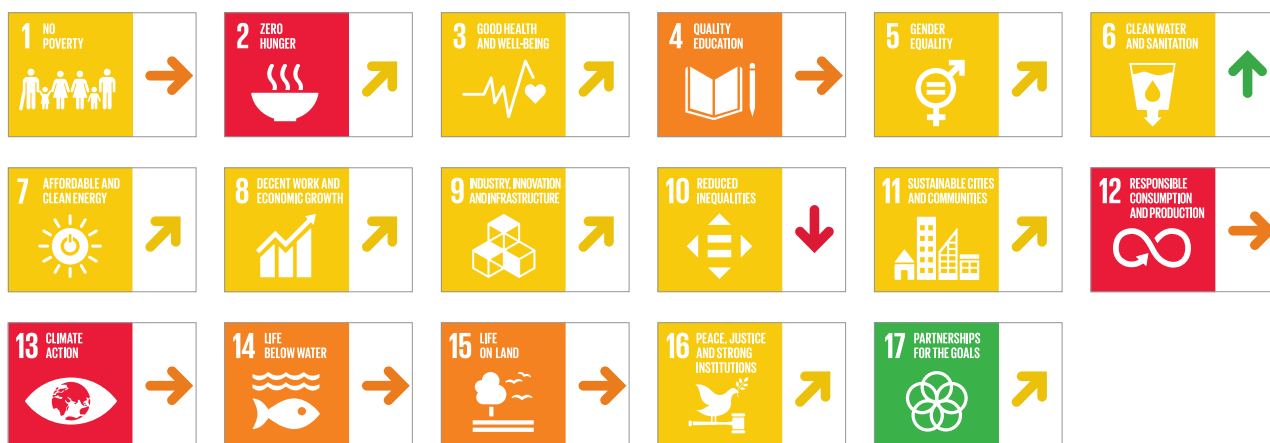 1 NO
POVERTY
2 ZERO
HUNGER
3 GOOD HEALTH
AND WELL-BEING
4 QUALITY
EDUCATION
5 GENDER
EQUALITY
6 CLEAN WATER
AND SANITATION
7 AFFORDABLE AND
CLEAN ENERGY
8 DECENT WORK AND
ECONOMIC GROWTH
9 INDUSTRY, INNOVATION
AND INFRASTRUCTURE
10 REDUCED
INEQUALITIES
11 SUSTAINABLE CITIES
AND COMMUNITIES
12 RESPONSIBLE
CONSUMPTION
AND PRODUCTION
13 CLIMATE
ACTION
14 LIFE
BELOW WATER
15 LIFE
ON LAND
16 PEACE, JUSTICE
AND STRONG
INSTITUTIONS
17 PARTNERSHIPS
FOR THE GOALS